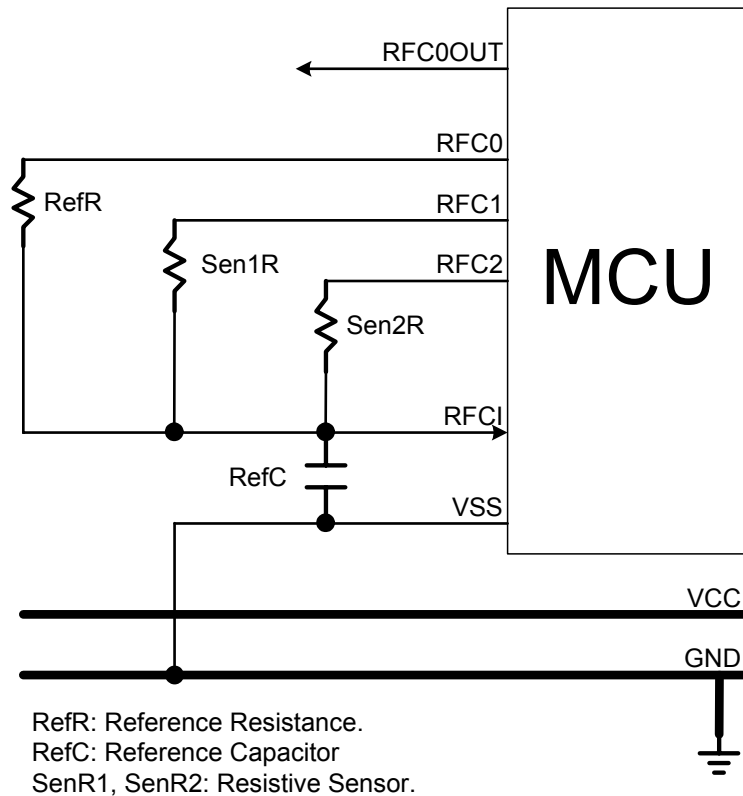 RFC0OUT
RFC0
RefR
RFC1
Sen1R
RFC2
MCU
Sen2R
RFCI
RefC
VSS
VCC
GND
RefR: Reference Resistance.
RefC: Reference Capacitor
SenR1, SenR2: Resistive Sensor.